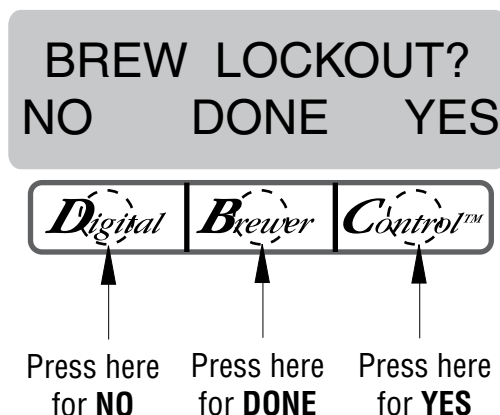 BREW LOCKOUT?
NO DONE YES
Digital Brewer Control™
Press here Press here Press here
for NO for DONE for YES